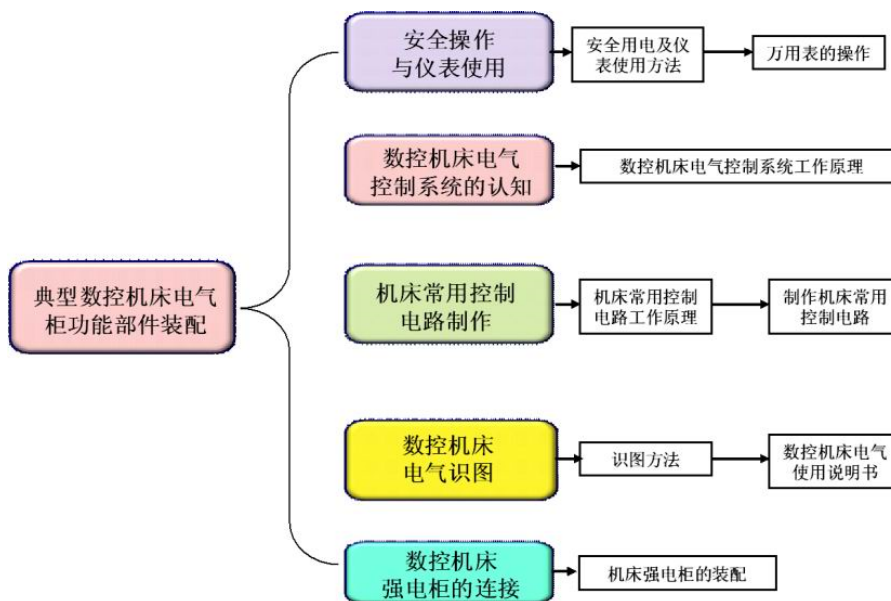 安全操作
与仪表使用
安全用电及仪
表使用方法
万用表的操作
数控机床电气
控制系统的认知
数控机床电气控制系统工作原理
典型数控机床电气
柜功能部件装配
机床常用控制
电路制作
机床常用控制
电路工作原理
制作机床常用
控制电路
数控机床
电气识图
识图方法
数控机床电气
使用说明书
数控机床
强电柜的连接
机床强电柜的装配